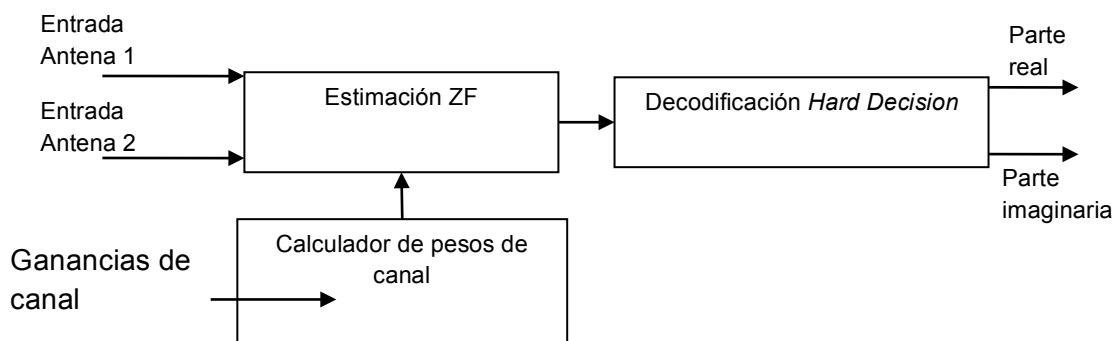 Entrada
Antena 1
Entrada
Antena 2
Estimación ZF
Decodificación Hard Decision
Parte
real
Parte
imaginaria
Calculador de pesos de
canal
Ganancias de
canal